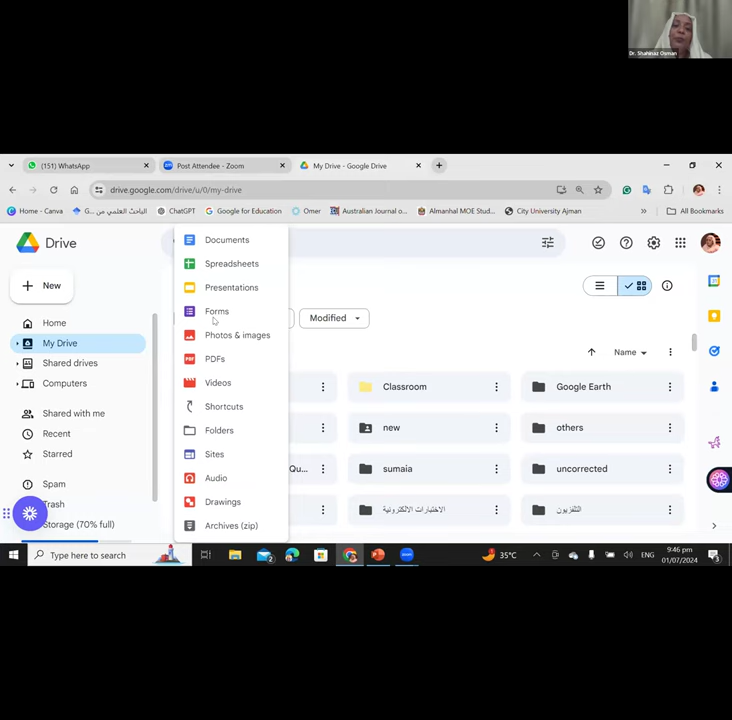 Dr. Shahinaz Osman
(151) WhatsApp
Post Attendee - Zoom
My Drive - Google Drive
drive.google.com/drive/u/0/my-drive
Home - Canva
ChatGPT
Google for Education
Omer
Australian Journal o...
Almanhal MOE Stud...
City University Ajman
All Bookmarks
Drive
New
Home
My Drive
Shared drives
Computers
Shared with me
Recent
Starred
Spam
Trash
Storage (70% full)
Documents
Spreadsheets
Presentations
Forms
Photos & images
PDFs
Videos
Shortcuts
Folders
Sites
Audio
Drawings
Archives (zip)
Modified
Name
Classroom
Google Earth
new
others
Qu...
sumaia
uncorrected
الاختبارات الالكترونية
التلفزيون
Type here to search
35°C
ENG
9:46 pm
01/07/2024